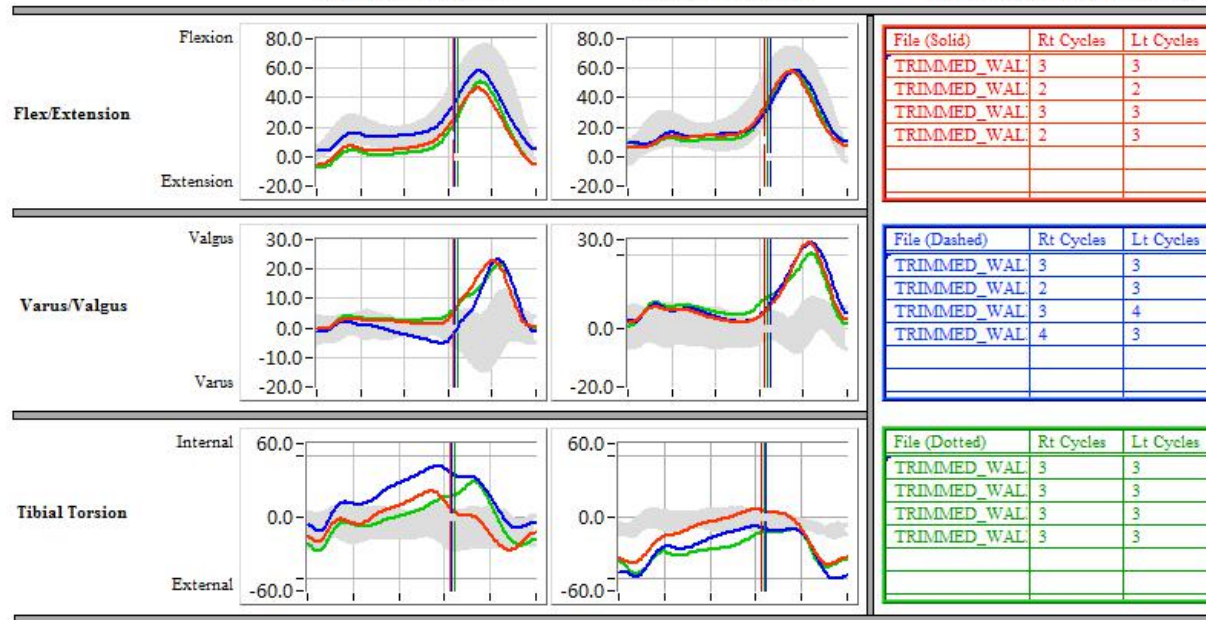 Flex/Extension
Flexion
Extension
80.0
60.0
40.0
20.0
0.0
-20.0
80.0
60.0
40.0
20.0
0.0
-20.0
File (Solid) Rt Cycles Lt Cycles
TRIMMED_WAL 3 3
TRIMMED_WAL 2 2
TRIMMED_WAL 3 3
TRIMMED_WAL 2 3
Varus/Valgus
Valgus
Varus
30.0
20.0
10.0
0.0
-10.0
-20.0
30.0
0.0
-20.0
File (Dashed) Rt Cycles Lt Cycles
TRIMMED_WAL 3 3
TRIMMED_WAL 2 3
TRIMMED_WAL 3 4
TRIMMED_WAL 4 3
Tibial Torsion
Internal
External
60.0
0.0
-60.0
60.0
0.0
-60.0
File (Dotted) Rt Cycles Lt Cycles
TRIMMED_WAL 3 3
TRIMMED_WAL 3 3
TRIMMED_WAL 3 3
TRIMMED_WAL 3 3